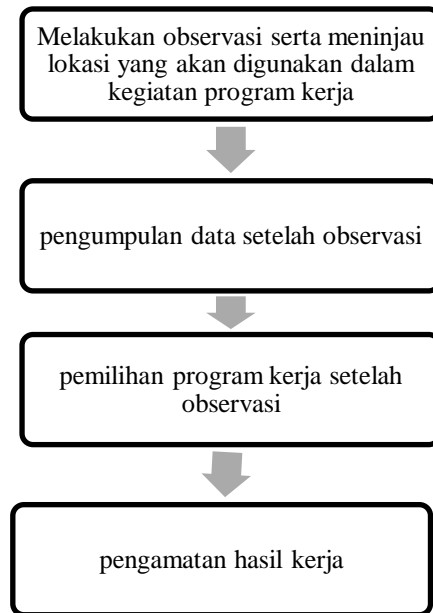 Melakukan observasi serta meninjau
lokasi yang akan digunakan dalam
kegiatan program kerja
pengumpulan data setelah observasi
pemilihan program kerja setelah
observasi
pengamatan hasil kerja